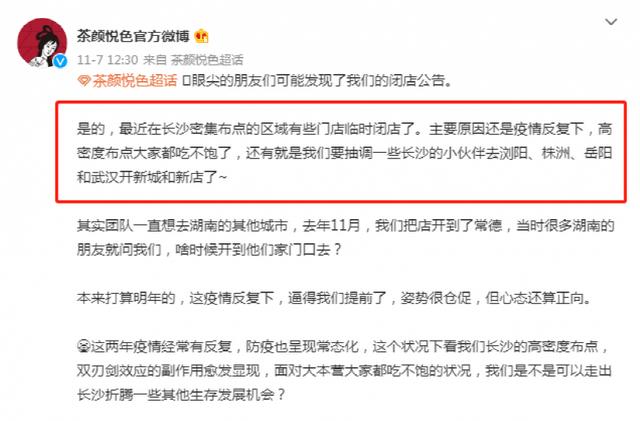 茶颜悦色官方微博
11-7 12:30 来自 茶颜悦色超话
茶颜悦色超话 眼尖的朋友们可能发现了我们的闭店公告。
是的，最近在长沙密集布点的区域有些门店临时闭店了。主要原因还是疫情反复下，高
密度布点大家都吃不饱了，还有就是我们要抽调一些长沙的小伙伴去浏阳、株洲、岳阳
和武汉开新城和新店了~
其实团队一直想去湖南的其他城市，去年11月，我们把店开到了常德，当时很多湖南的
朋友就问我们，啥时候开到他们家门口去？
本来打算明年的，这疫情反复下，逼得我们提前了，姿势很仓促，但心态还算正向。
这两年疫情经常有反复，防疫也呈现常态化，这个状况下看我们长沙的高密度布点，
双刃剑效应的副作用愈发显现，面对大本营大家都吃不饱的状况，我们是不是可以走出
长沙折腾一些其他生存发展机会？